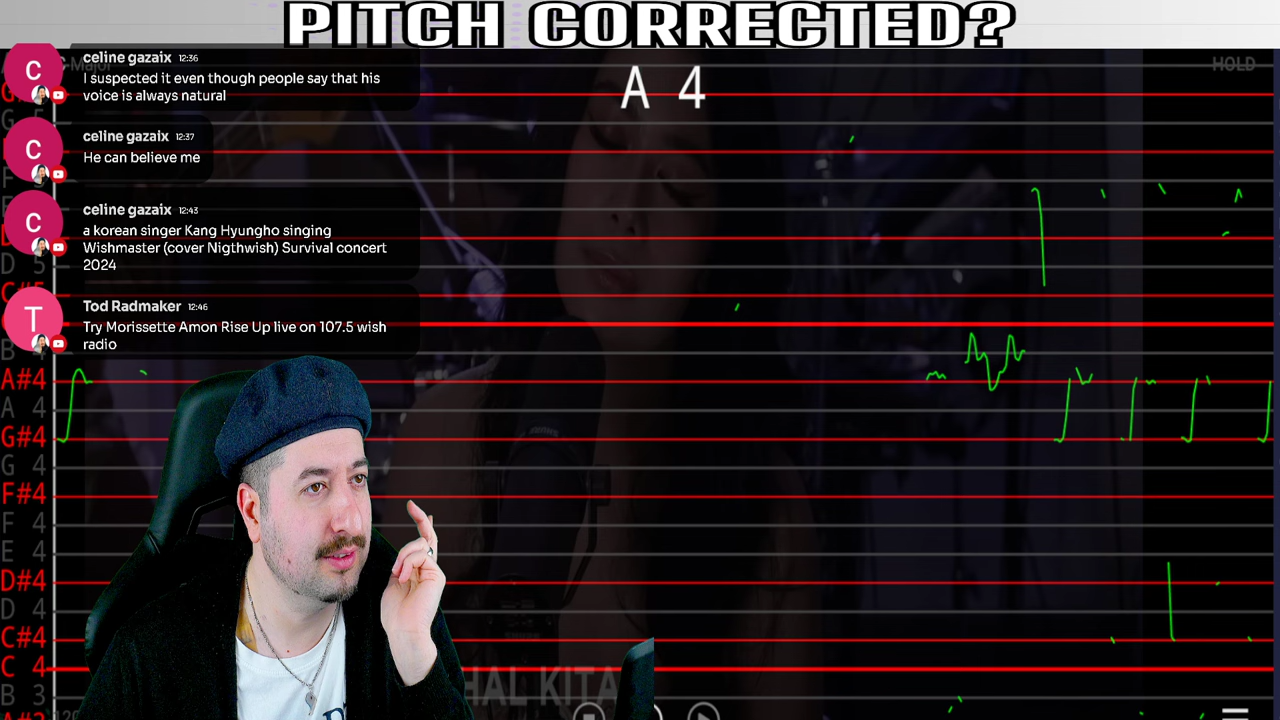 PITCH CORRECTED?
A 4
HOLD
celine gazaix 12:36
I suspected it even though people say that his
voice is always natural
celine gazaix 12:37
He can believe me
celine gazaix 12:43
a korean singer Kang Hyungho singing
Wishmaster (cover Nigthwish) Survival concert
2024
Tod Radmaker 12:46
Try Morissette Amon Rise Up live on 107.5 wish
radio
C
C
C
T
D 5
A#4
A 4
G#4
G 4
F#4
F 4
E 4
D#4
D 4
C#4
C 4
B 3
HAL KITA